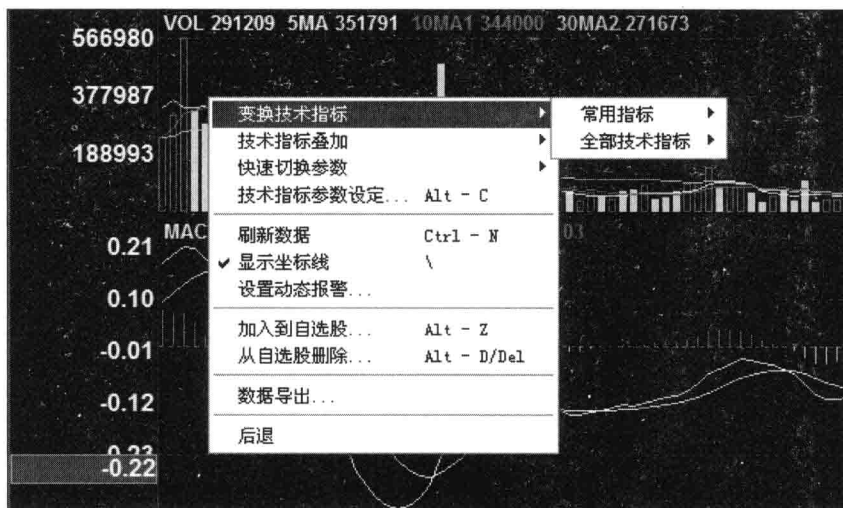 VOL 291209 5MA 351791 10MA1 344000 30MA2 271673
566980
377987
188993
变换技术指标
常用指标
技术指标叠加
全部技术指标
快速切换参数
技术指标参数设定... Alt - C
MAC
03
0.21
刷新数据 Ctrl - N
显示坐标线 \
设置动态报警...
0.10
加入到自选股... Alt - Z
-0.01
从自选股删除... Alt - D/Del
-0.12
数据导出...
后退
-0.22